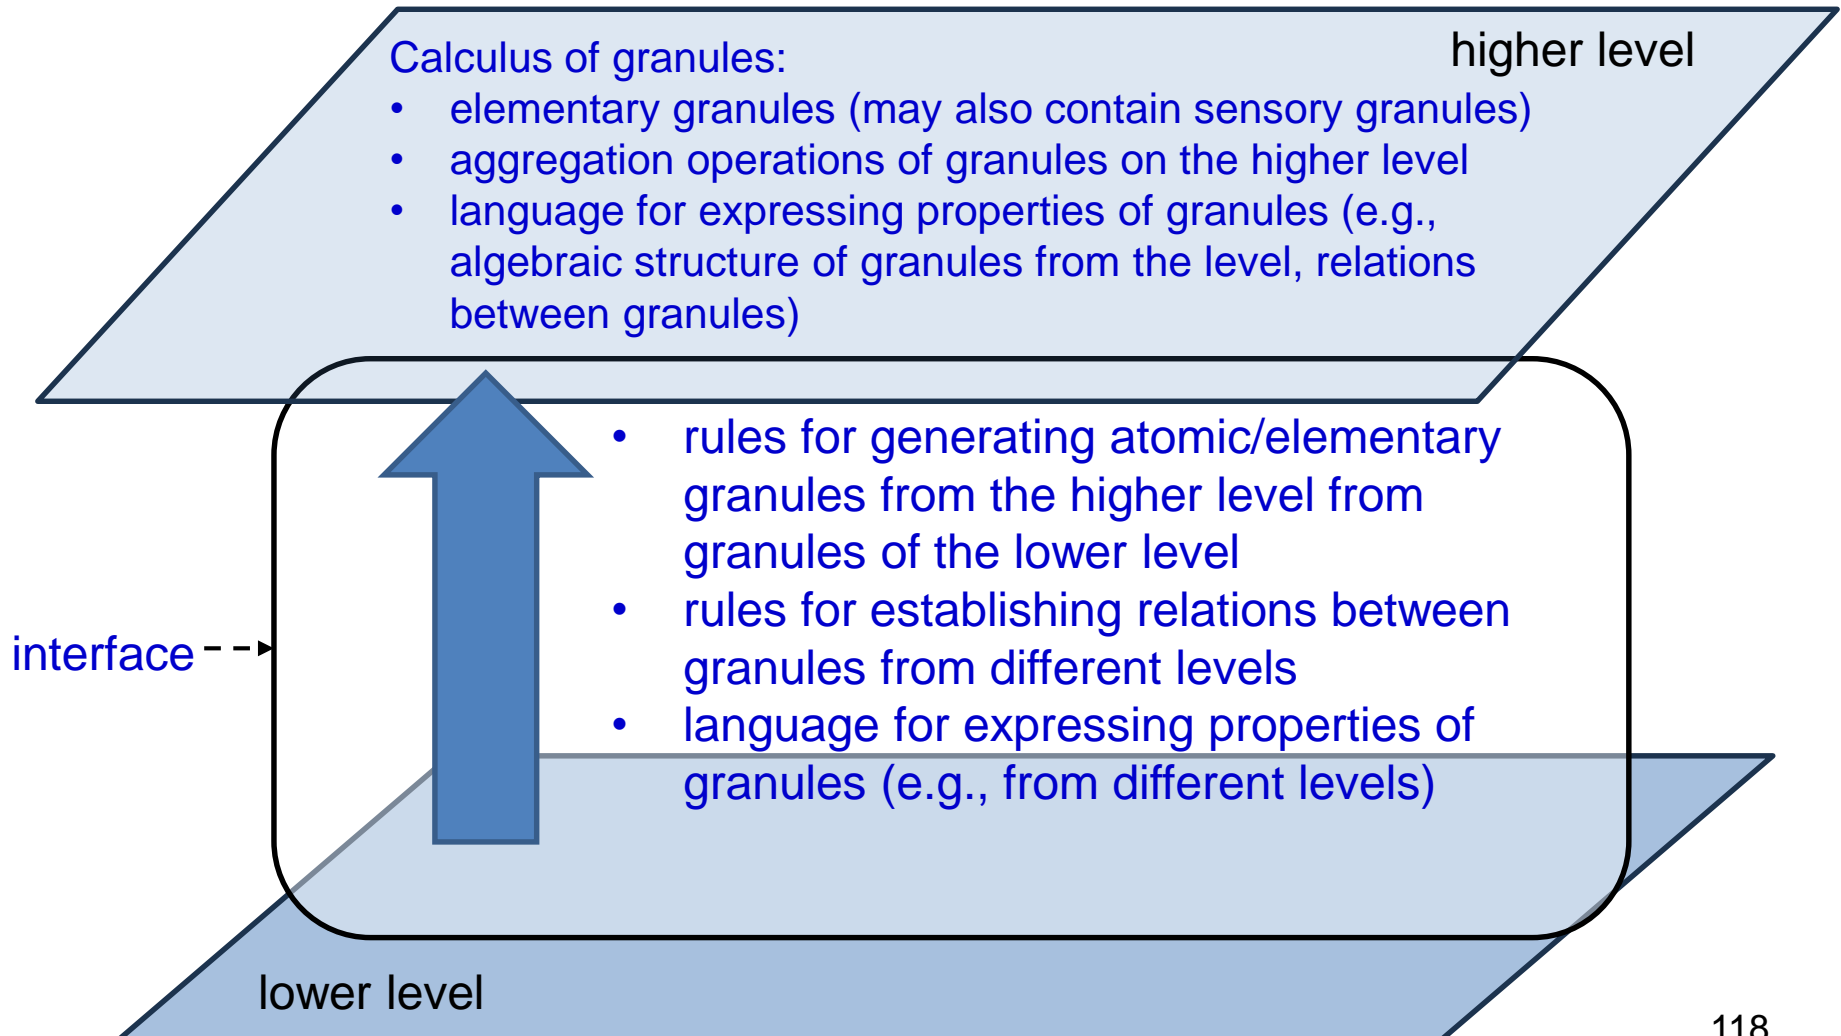 higher level
Calculus of granules:
• elementary granules (may also contain sensory granules)
• aggregation operations of granules on the higher level
• language for expressing properties of granules (e.g.,
algebraic structure of granules from the level, relations
between granules)
• rules for generating atomic/elementary
granules from the higher level from
granules of the lower level
• rules for establishing relations between
granules from different levels
• language for expressing properties of
granules (e.g., from different levels)
interface
lower level
118